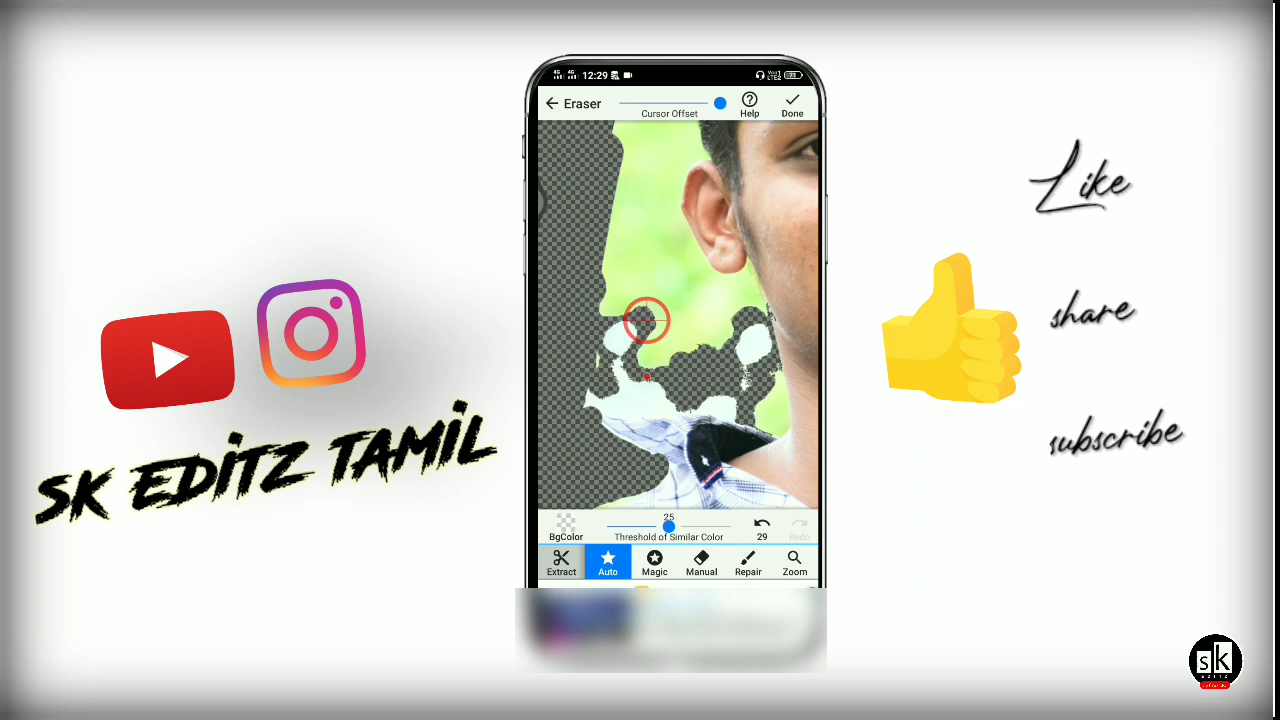 12:29
Eraser
Cursor Offset
Help
Done
25
BgColor
Threshold of Similar Color
29
Redo
Extract
Auto
Magic
Manual
Repair
Zoom
SK EDITZ TAMIL
Like
share
subscribe
sk